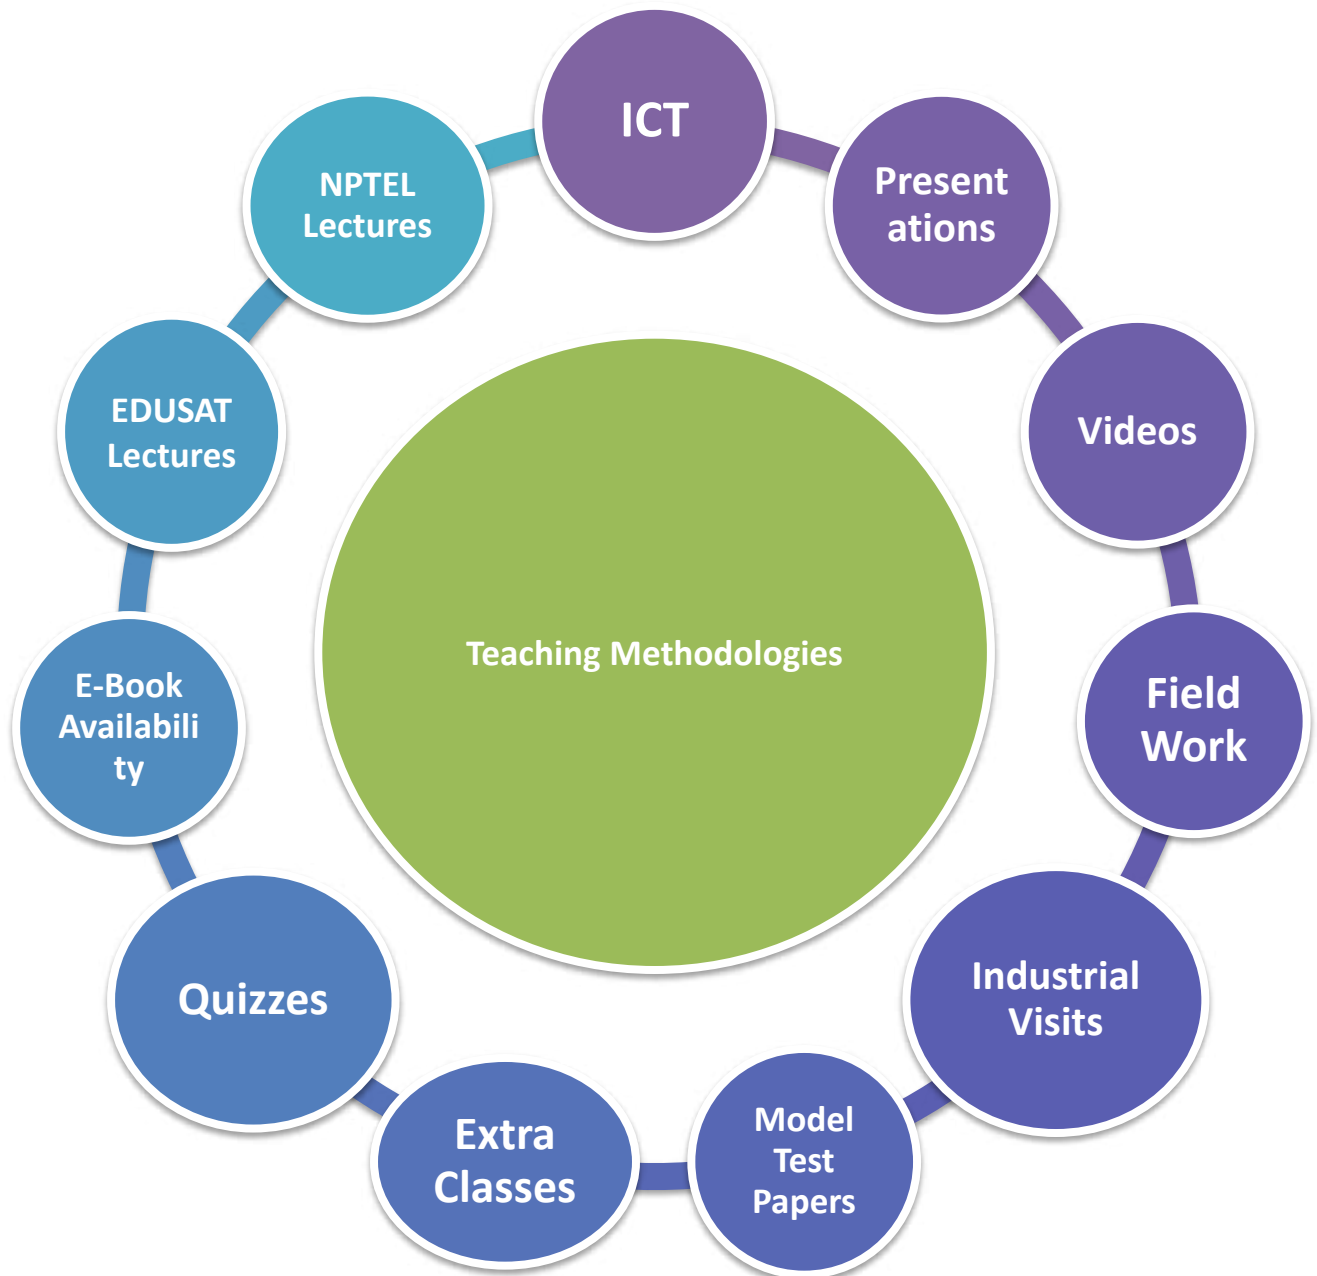 ICT
Present
ations
Videos
Field
Work
Industrial
Visits
Model
Test
Papers
Extra
Classes
Quizzes
E-Book
Availabili
ty
EDUSAT
Lectures
NPTEL
Lectures
Teaching Methodologies